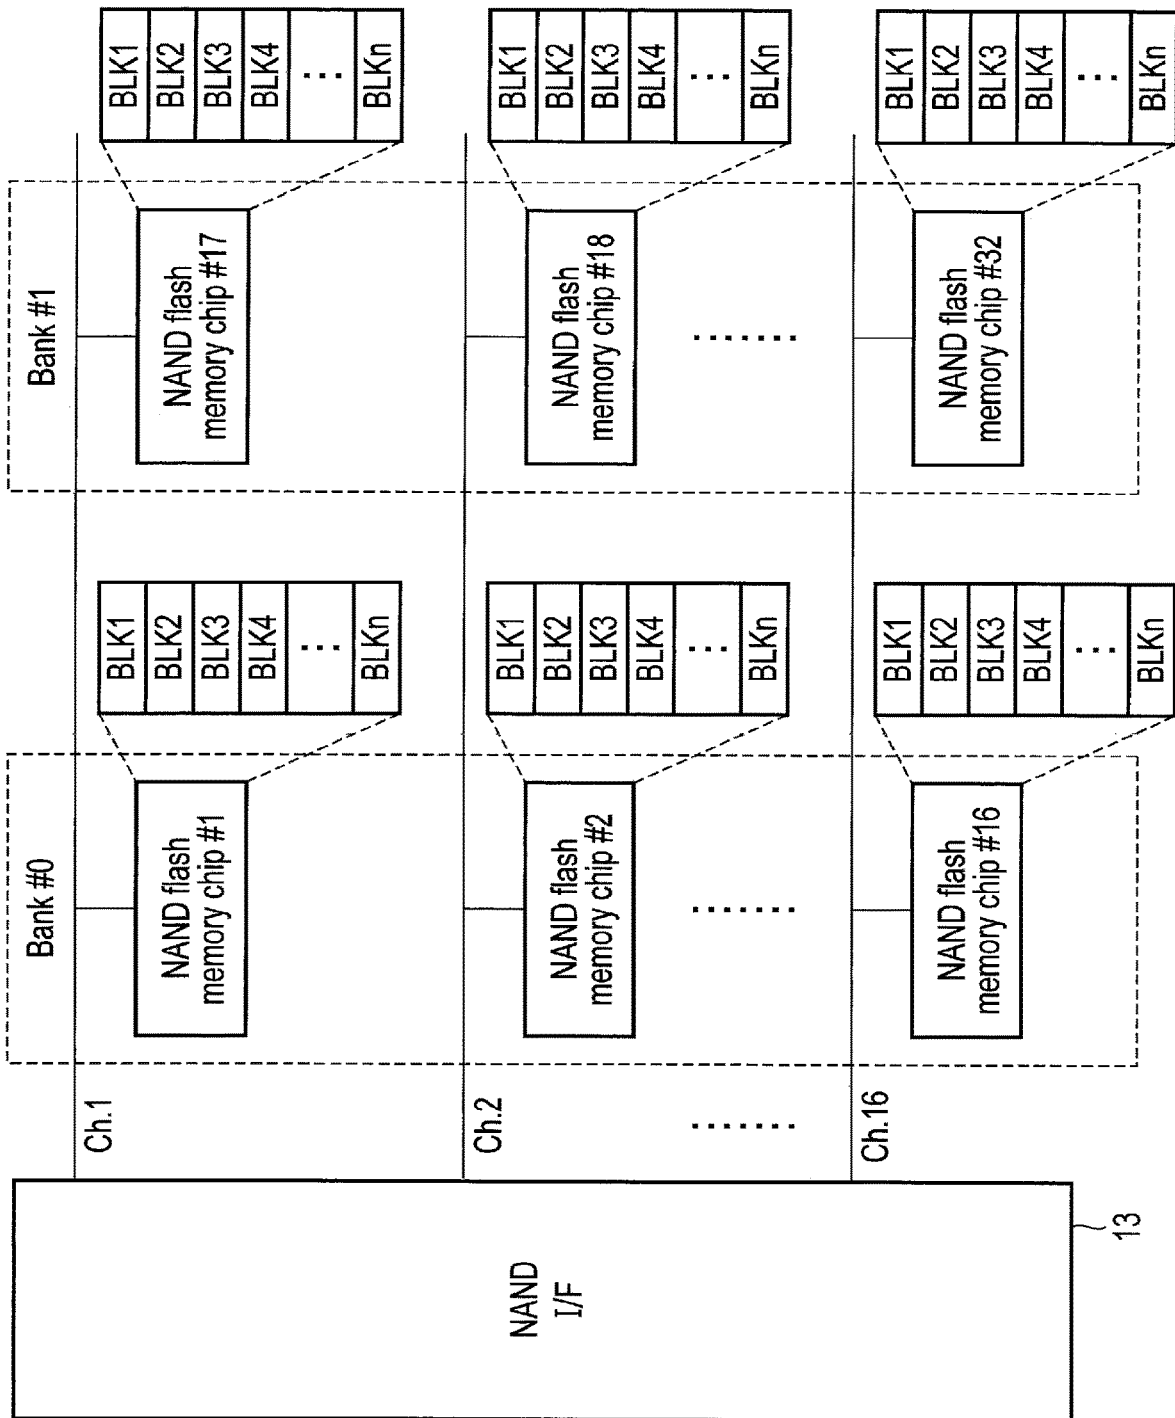 Bank #0
Bank #1
NAND
I/F
13
Ch.1
NAND flash
memory chip #1
BLK1
BLK2
BLK3
BLK4
...
BLKn
NAND flash
memory chip #17
BLK1
BLK2
BLK3
BLK4
...
BLKn
Ch.2
NAND flash
memory chip #2
BLK1
BLK2
BLK3
BLK4
...
BLKn
NAND flash
memory chip #18
BLK1
BLK2
BLK3
BLK4
...
BLKn
Ch.16
NAND flash
memory chip #16
BLK1
BLK2
BLK3
BLK4
...
BLKn
NAND flash
memory chip #32
BLK1
BLK2
BLK3
BLK4
...
BLKn